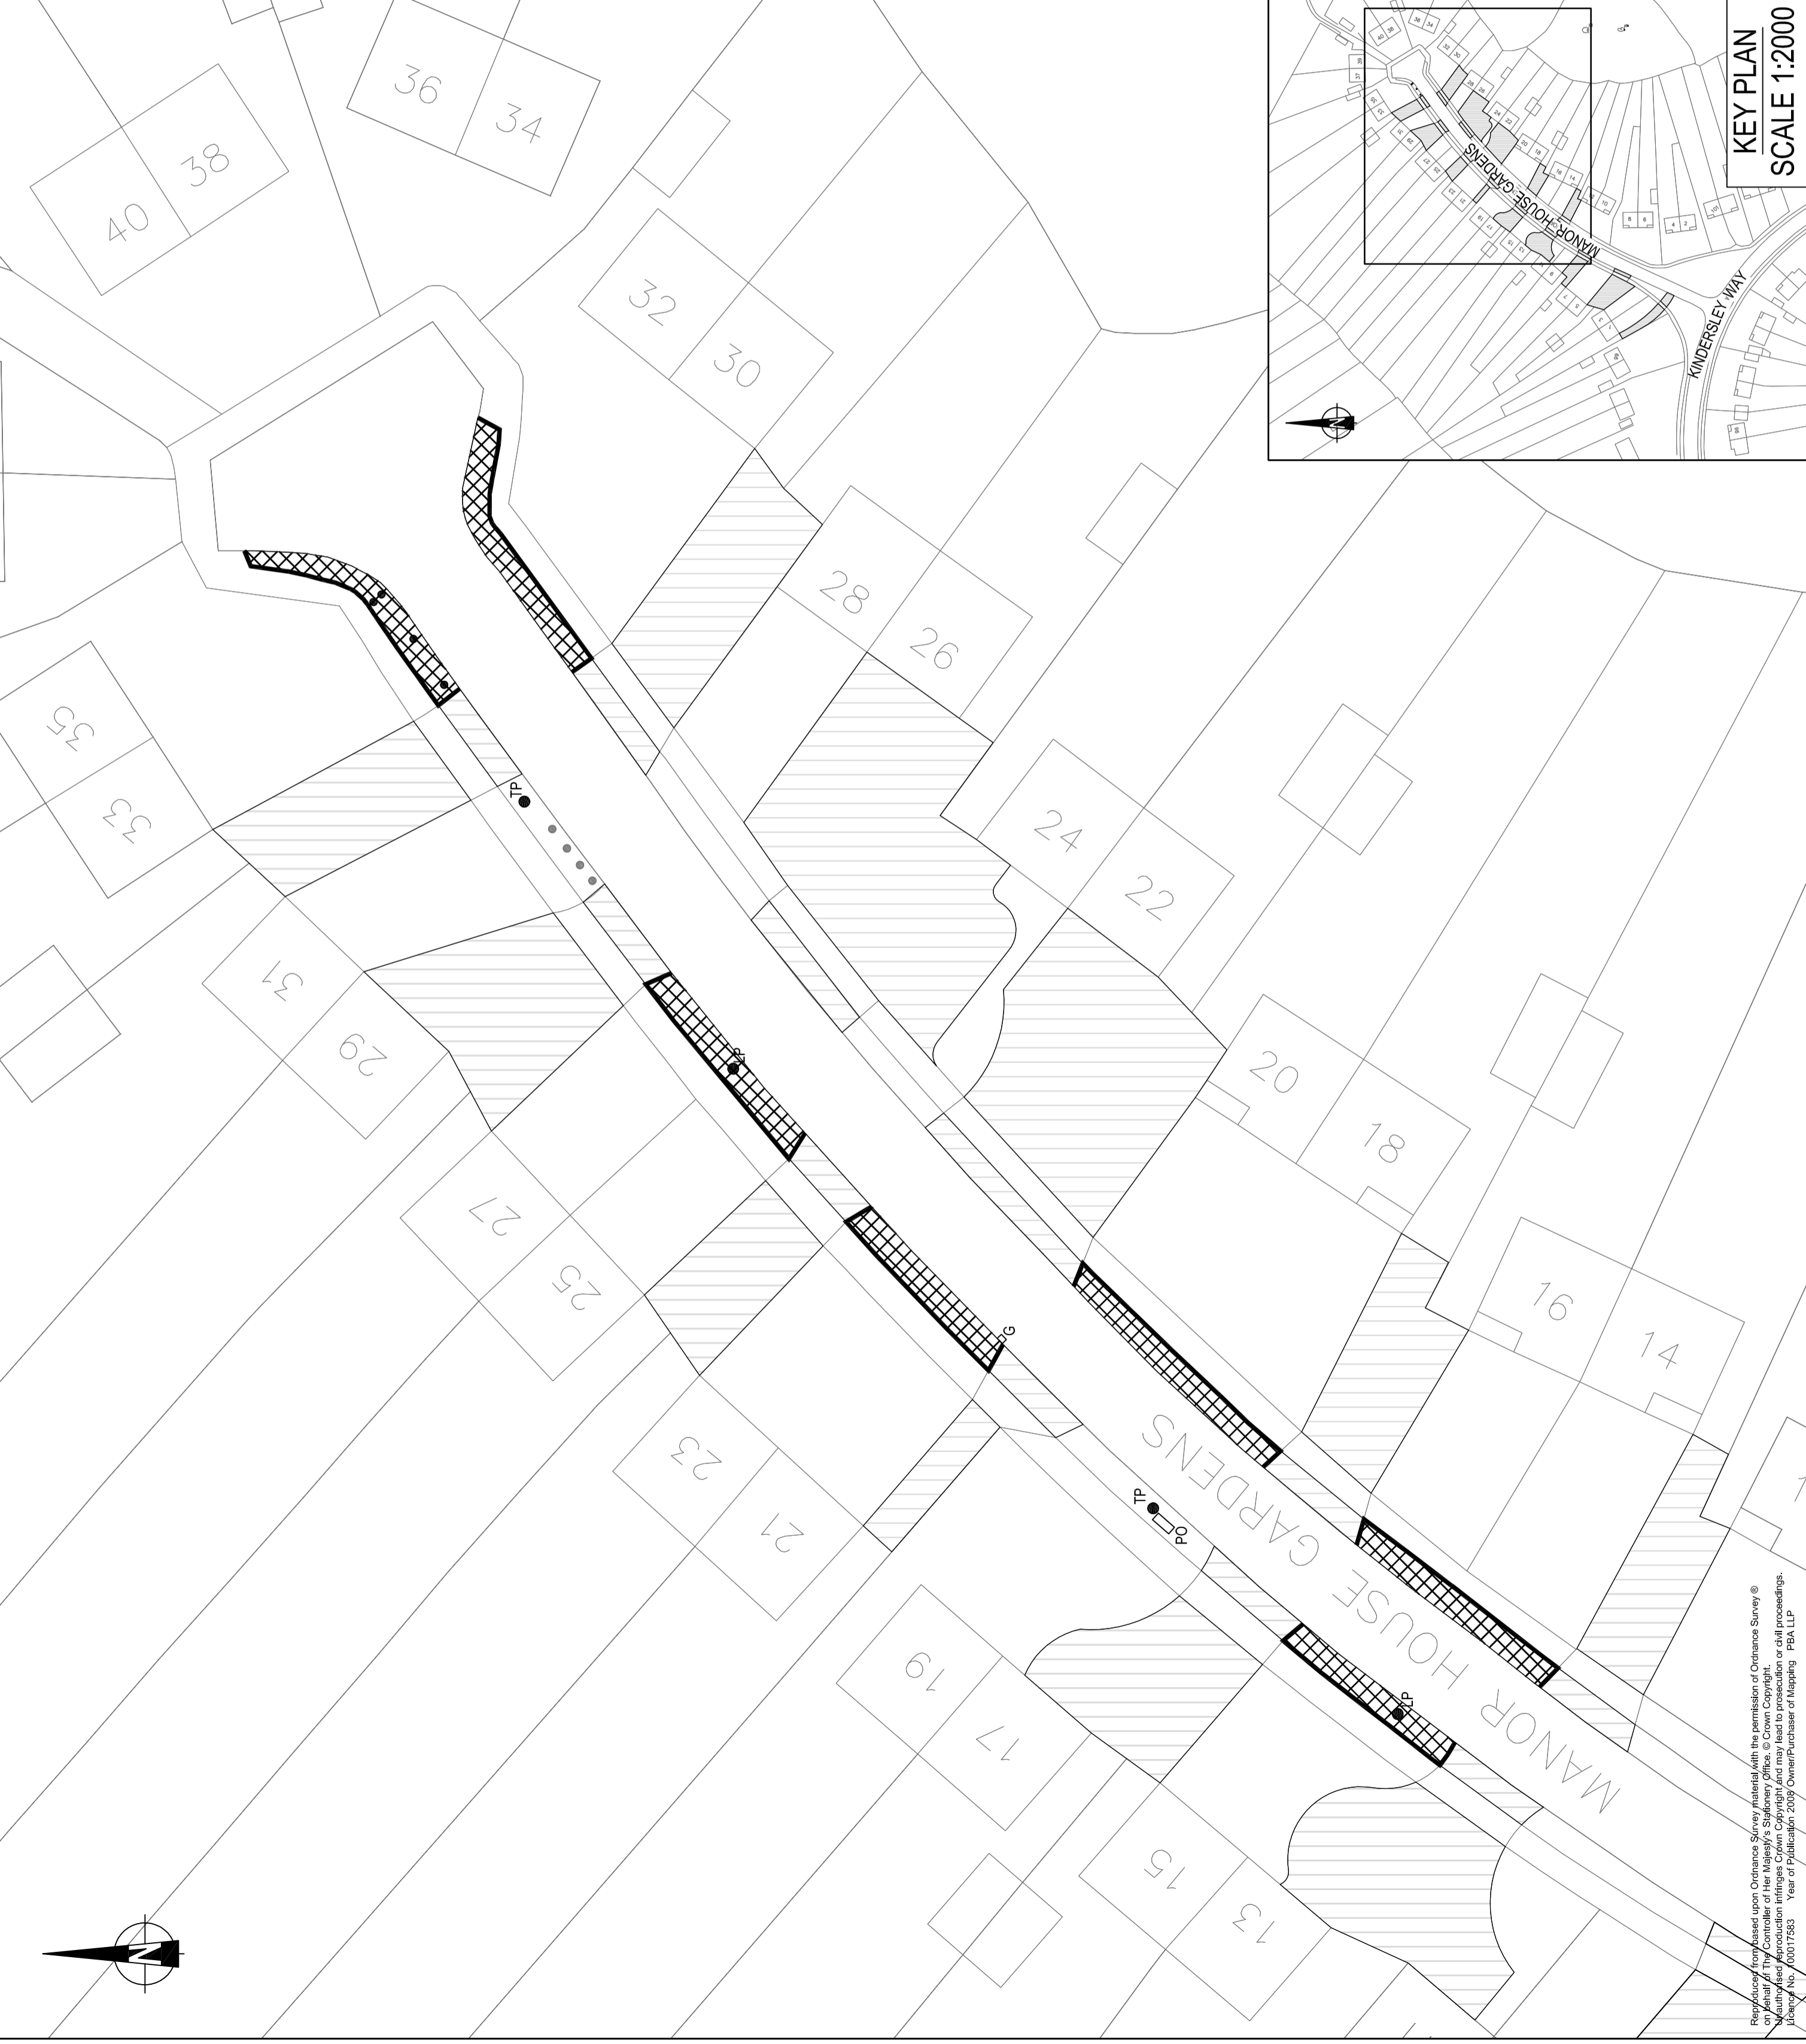 40
38
36
34
32
30
28
26
24
22
20
18
16
14
35
33
31
29
27
25
23
21
19
17
15
13
TP
LP
G
TP
PO
LP
MANOR HOUSE GARDENS
N
MANOR HOUSE GARDENS
KINDERSLEY WAY
N
KEY PLAN
SCALE 1:2000
Reproduced from/based upon Ordnance Survey material with the permission of Ordnance Survey ®
on behalf of The Controller of Her Majesty's Stationery Office. © Crown Copyright.
Unauthorised reproduction infringes Crown Copyright and may lead to prosecution or civil proceedings.
Licence No. 100017583 Year of Publication 2008 Owner/Purchaser of Mapping PBA LLP